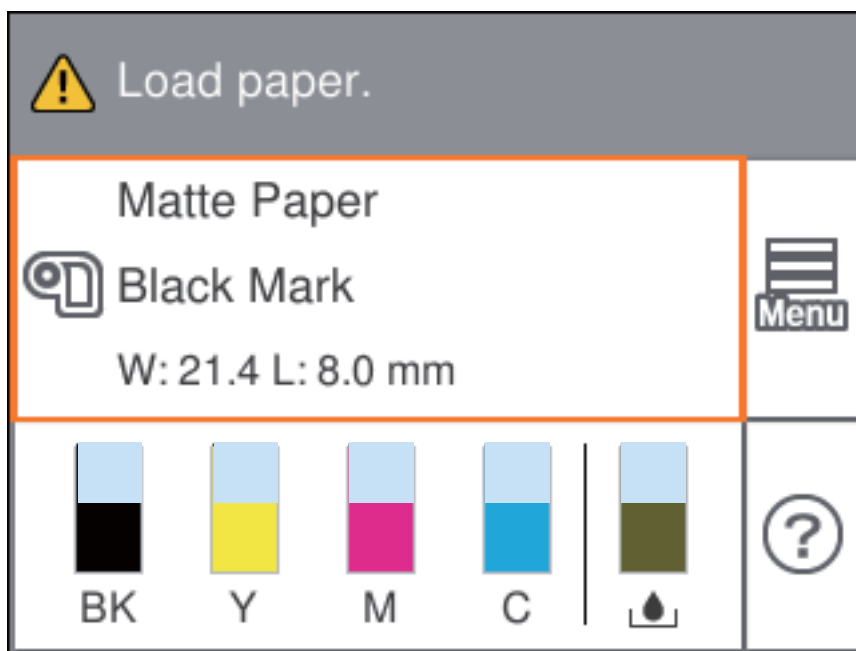 Load paper.
Matte Paper
Black Mark
W: 21.4 L: 8.0 mm
Menu
BK Y M C
?